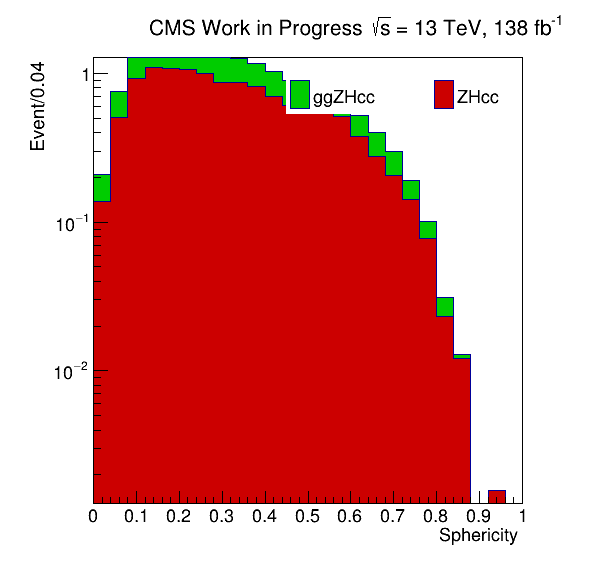 CMS Work in Progress √s = 13 TeV, 138 fb⁻¹
Event/0.04
ggZHcc ZHcc
1
10⁻¹
10⁻²
0 0.1 0.2 0.3 0.4 0.5 0.6 0.7 0.8 0.9 1
Sphericity